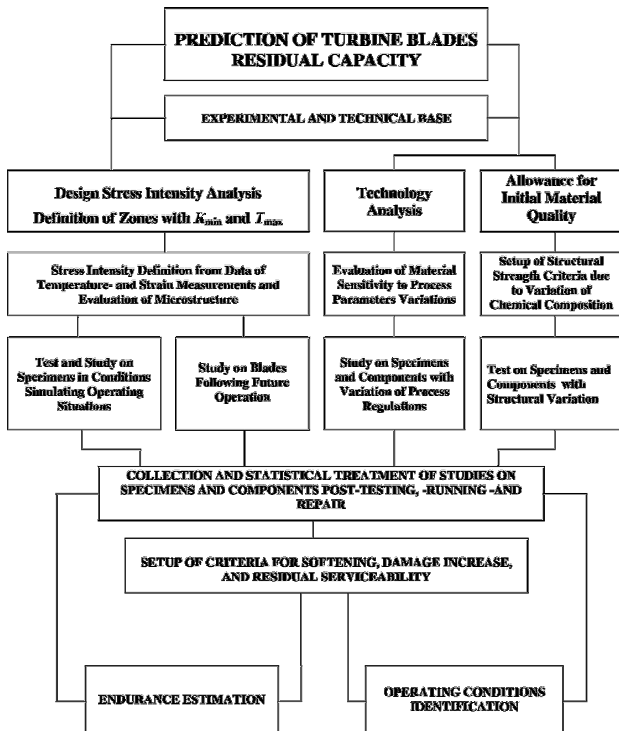 PREDICTION OF TURBINE BLADES
RESIDUAL CAPACITY
EXPERIMENTAL AND TECHNICAL BASE
Design Stress Intensity Analysis
Definition of Zones with Kmin and Tmax
Technology
Analysis
Allowance for
Initial Material
Quality
Stress Intensity Definition from Data of
Temperature- and Strain Measurements and
Evaluation of Microstructure
Evaluation of Material
Sensitivity to Process
Parameters Variations
Setup of Structural
Strength Criteria due
to Variation of
Chemical Composition
Test and Study on
Specimens in Conditions
Simulating Operating
Situations
Study on Blades
Following Future
Operation
Study on Specimens
and Components with
Variation of Process
Regulations
Test on Specimens and
Components with
Structural Variation
COLLECTION AND STATISTICAL TREATMENT OF STUDIES ON
SPECIMENS AND COMPONENTS POST-TESTING, -RUNNING -AND
REPAIR
SETUP OF CRITERIA FOR SOFTENING, DAMAGE INCREASE,
AND RESIDUAL SERVICEABILITY
ENDURANCE ESTIMATION
OPERATING CONDITIONS
IDENTIFICATION